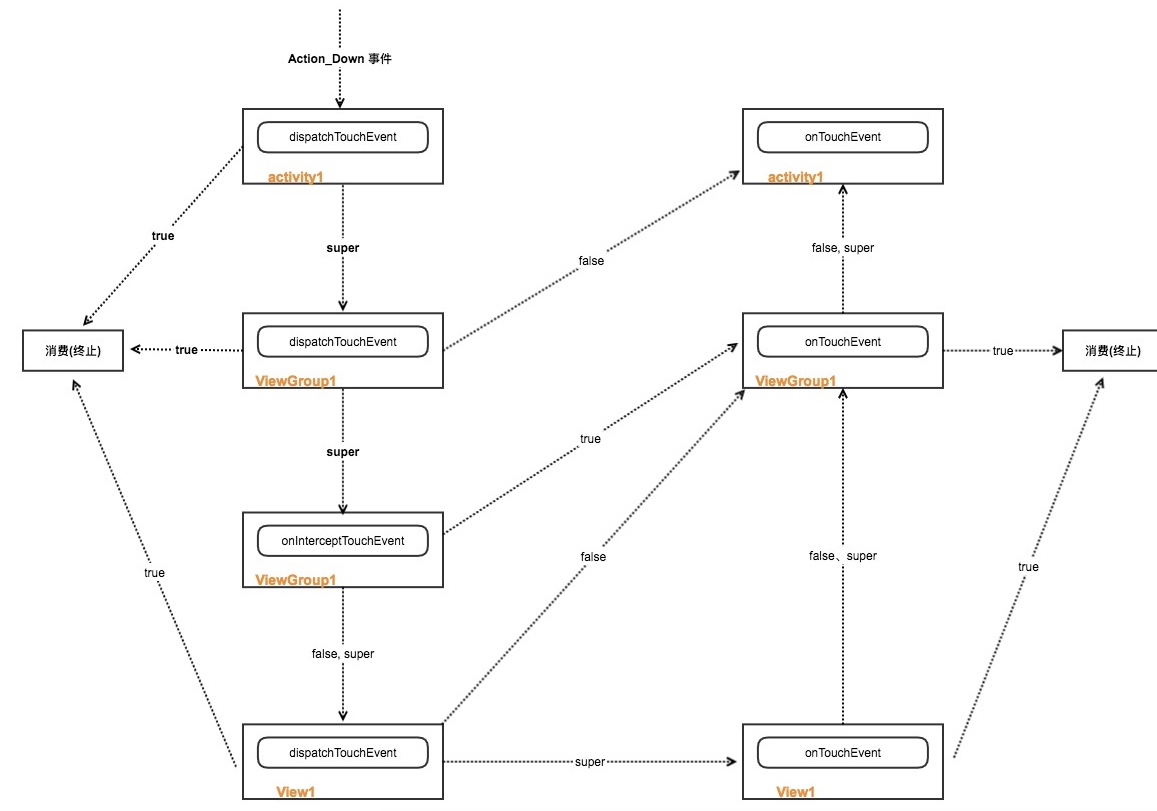 Action_Down 事件
dispatchTouchEvent
activity1
onTouchEvent
activity1
true
super
false
false, super
消费(终止)
true
dispatchTouchEvent
ViewGroup1
onTouchEvent
ViewGroup1
true
消费(终止)
super
true
onInterceptTouchEvent
ViewGroup1
false
false、super
true
true
false, super
dispatchTouchEvent
View1
super
onTouchEvent
View1